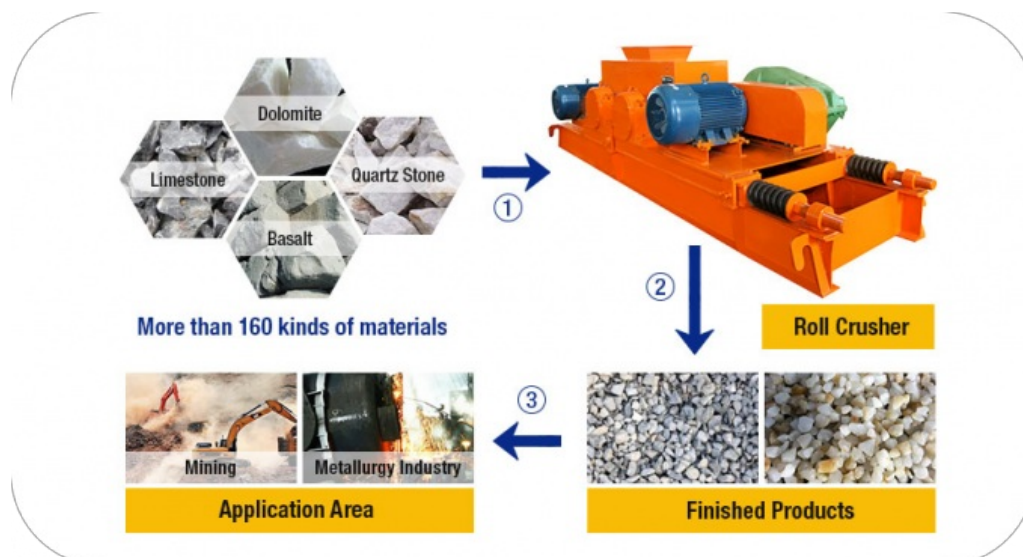 Dolomite
Limestone
Quartz Stone
Basalt
①
More than 160 kinds of materials
②
Roll Crusher
③
Mining
Metallurgy Industry
Application Area
Finished Products